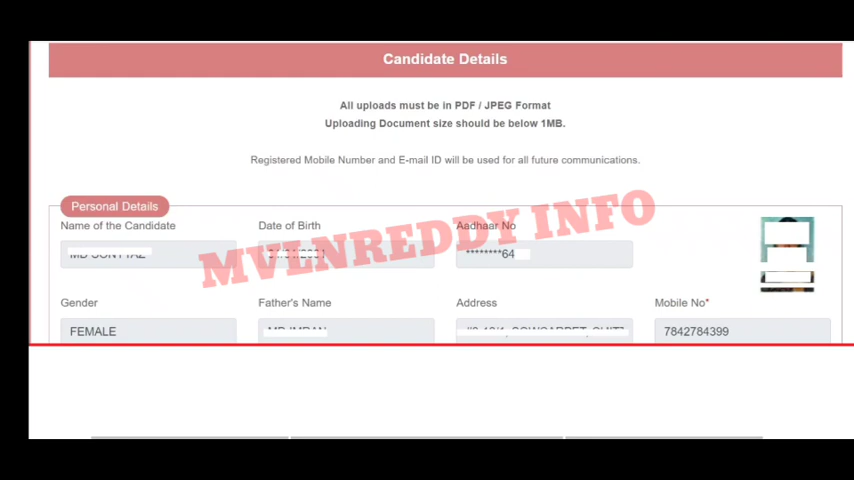 Candidate Details
All uploads must be in PDF / JPEG Format
Uploading Document size should be below 1MB.
Registered Mobile Number and E-mail ID will be used for all future communications.
Personal Details
Name of the Candidate Date of Birth Aadhaar No
********64
MVLNREDDY INFO
Gender Father's Name Address Mobile No*
FEMALE 7842784399